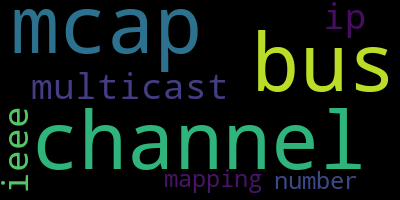 mcap
ip
bus
multicast
channel
ieee
mapping
number